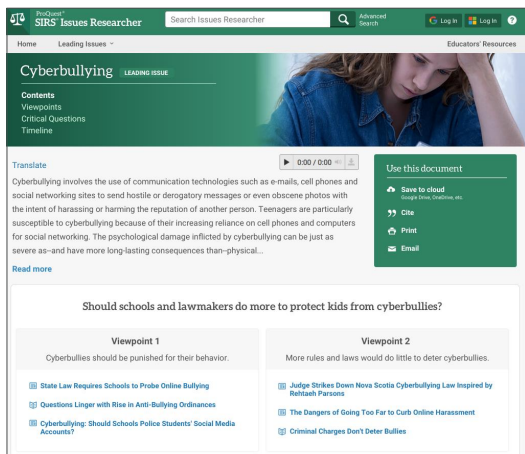 ProQuest®
SIRS® Issues Researcher
Search Issues Researcher
Advanced
Search
Log In
Log In
?
Home
Leading Issues
Educators' Resources
Cyberbullying
LEADING ISSUE
Contents
Viewpoints
Critical Questions
Timeline
Translate
0:00 / 0:00
Cyberbullying involves the use of communication technologies such as e-mails, cell phones and
social networking sites to send hostile or derogatory messages or even obscene photos with
the intent of harassing or harming the reputation of another person. Teenagers are particularly
susceptible to cyberbullying because of their increasing reliance on cell phones and computers
for social networking. The psychological damage inflicted by cyberbullying can be just as
severe as--and have more long-lasting consequences than--physical...
Read more
Use this document
Save to cloud
Google Drive, OneDrive, etc.
Cite
Print
Email
Should schools and lawmakers do more to protect kids from cyberbullies?
Viewpoint 1
Cyberbullies should be punished for their behavior.
State Law Requires Schools to Probe Online Bullying
Questions Linger with Rise in Anti-Bullying Ordinances
Cyberbullying: Should Schools Police Students' Social Media
Accounts?
Viewpoint 2
More rules and laws would do little to deter cyberbullies.
Judge Strikes Down Nova Scotia Cyberbullying Law Inspired by
Rehtaeh Parsons
The Dangers of Going Too Far to Curb Online Harassment
Criminal Charges Don't Deter Bullies